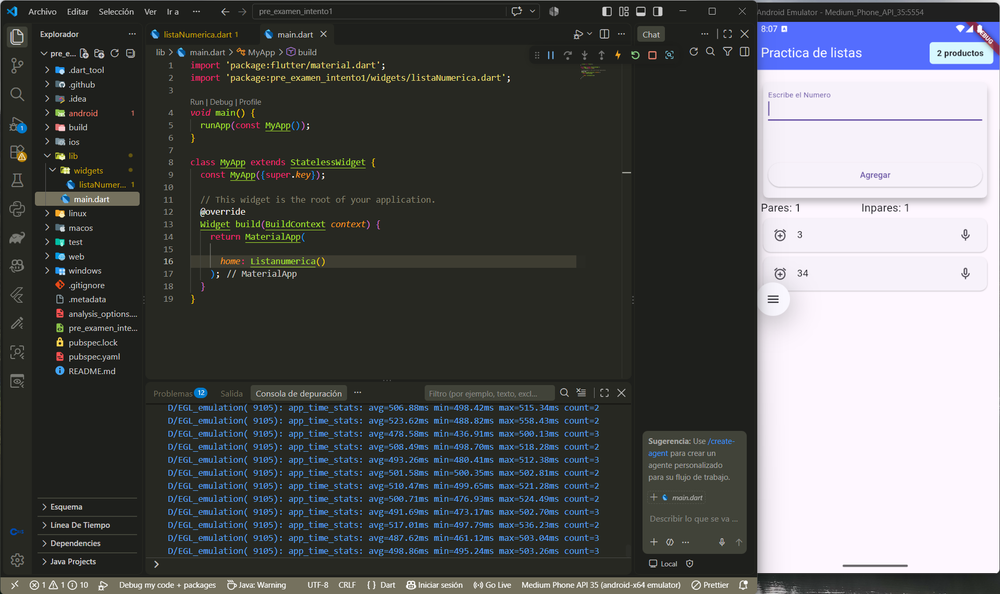 Archivo Editar Selección Ver Ir a ···
pre_examen_intento1
Explorador
pre_e...
.dart_tool
.github
.idea
android 1
build
ios
lib
widgets
listaNumer... 1
main.dart
linux
macos
test
web
windows
.gitignore
.metadata
analysis_options....
pre_examen_inte...
pubspec.lock
pubspec.yaml
README.md
Esquema
Línea De Tiempo
Dependencies
Java Projects
1
listaNumerica.dart 1
main.dart
lib > main.dart > MyApp > build
1 import 'package:flutter/material.dart';
2 import 'package:pre_examen_intento1/widgets/listaNumerica.dart';
3
Run | Debug | Profile
4 void main() {
5 runApp(const MyApp());
6 }
7
8 class MyApp extends StatelessWidget {
9 const MyApp({super.key});
10
11 // This widget is the root of your application.
12 @override
13 Widget build(BuildContext context) {
14 return MaterialApp(
15
16 home: Listanumerica()
17 ); // MaterialApp
18 }
19 }
Problemas 12 Salida Consola de depuración ···
Filtro (por ejemplo, texto, excl...
D/EGL_emulation( 9105): app_time_stats: avg=506.88ms min=498.42ms max=515.34ms count=2
D/EGL_emulation( 9105): app_time_stats: avg=523.62ms min=488.82ms max=558.43ms count=2
D/EGL_emulation( 9105): app_time_stats: avg=478.58ms min=436.91ms max=500.13ms count=3
D/EGL_emulation( 9105): app_time_stats: avg=508.49ms min=498.70ms max=518.28ms count=2
D/EGL_emulation( 9105): app_time_stats: avg=493.26ms min=480.41ms max=512.38ms count=3
D/EGL_emulation( 9105): app_time_stats: avg=501.58ms min=500.35ms max=502.81ms count=2
D/EGL_emulation( 9105): app_time_stats: avg=510.47ms min=499.65ms max=521.28ms count=2
D/EGL_emulation( 9105): app_time_stats: avg=500.71ms min=476.93ms max=524.49ms count=2
D/EGL_emulation( 9105): app_time_stats: avg=491.69ms min=473.17ms max=502.70ms count=3
D/EGL_emulation( 9105): app_time_stats: avg=517.01ms min=497.79ms max=536.23ms count=2
D/EGL_emulation( 9105): app_time_stats: avg=487.62ms min=461.12ms max=503.04ms count=3
D/EGL_emulation( 9105): app_time_stats: avg=498.86ms min=495.24ms max=503.26ms count=3
Chat
Sugerencia: Use /create-
agent para crear un
agente personalizado
para su flujo de trabajo.
main.dart
Describir lo que se va ...
Local
1 1 10 Debug my code + packages Java: Warning UTF-8 CRLF { } Dart Iniciar sesión Go Live Medium Phone API 35 (android-x64 emulator) Prettier
Android Emulator - Medium_Phone_API_35:5554
8:07
DEBUG
Practica de listas
2 productos
Escribe el Numero
Agregar
Pares: 1 Inpares: 1
3
34